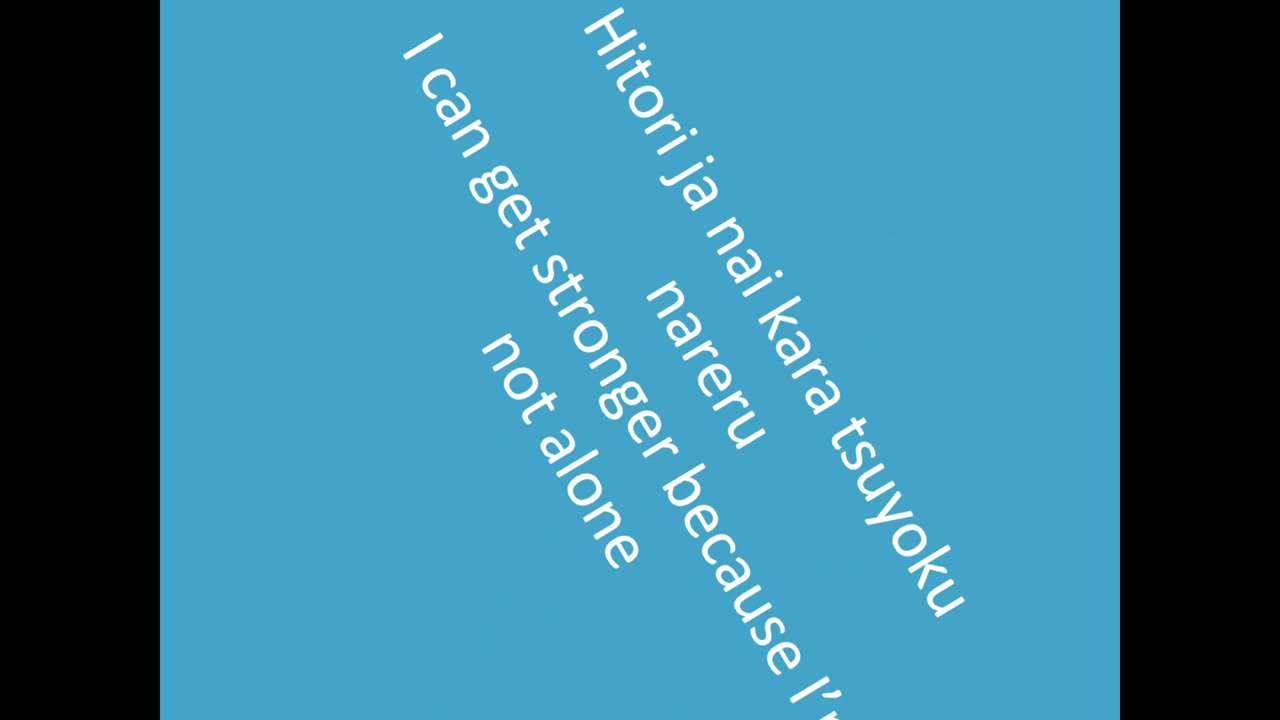 Hitori ja nai kara tsuyoku
nareru
I can get stronger because I'
not alone